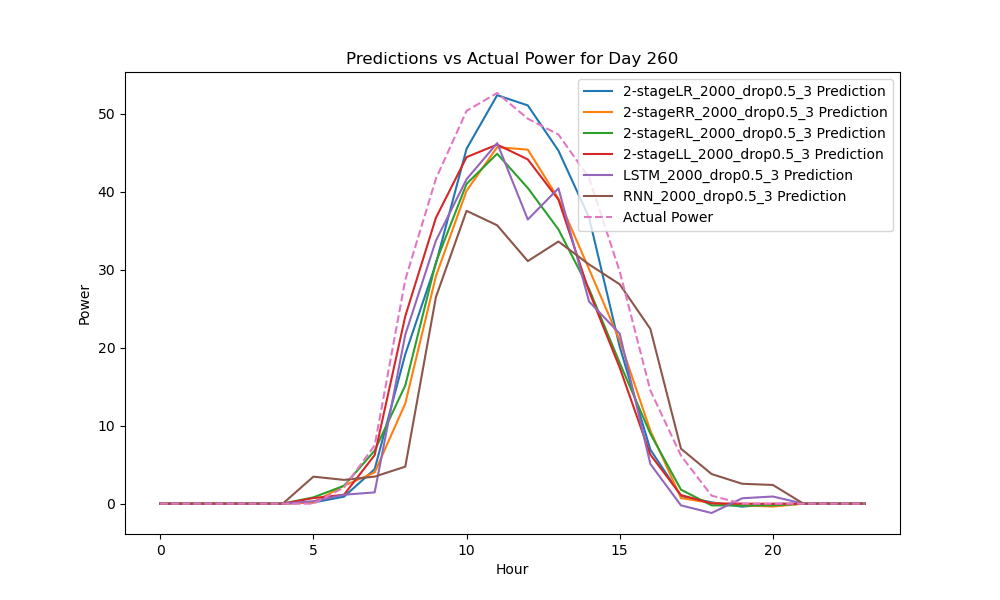 Predictions vs Actual Power for Day 260
2-stageLR_2000_drop0.5_3 Prediction
2-stageRR_2000_drop0.5_3 Prediction
2-stageRL_2000_drop0.5_3 Prediction
2-stageLL_2000_drop0.5_3 Prediction
LSTM_2000_drop0.5_3 Prediction
RNN_2000_drop0.5_3 Prediction
Actual Power
Power
50
40
30
20
10
0
0 5 10 15 20
Hour